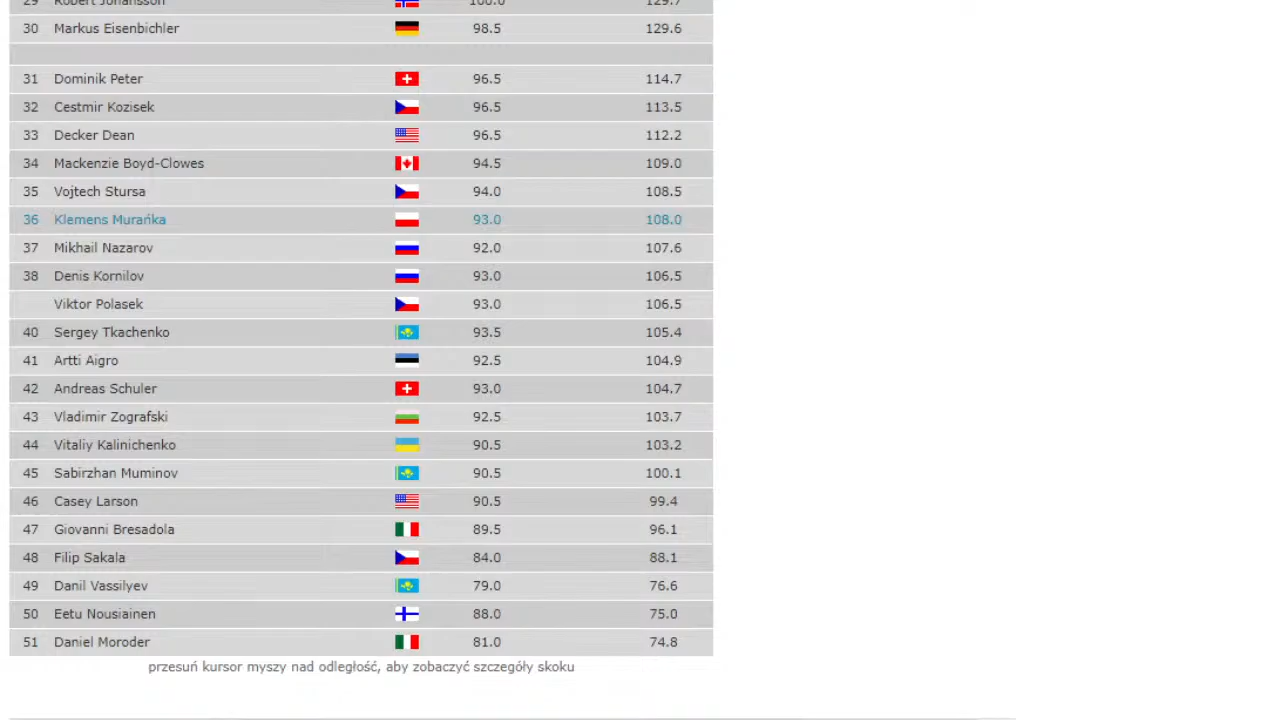 29 Robert Johansson 100.0 129.7
30 Markus Eisenbichler 98.5 129.6
31 Dominik Peter 96.5 114.7
32 Cestmir Kozisek 96.5 113.5
33 Decker Dean 96.5 112.2
34 Mackenzie Boyd-Clowes 94.5 109.0
35 Vojtech Stursa 94.0 108.5
36 Klemens Murańka 93.0 108.0
37 Mikhail Nazarov 92.0 107.6
38 Denis Kornilov 93.0 106.5
Viktor Polasek 93.0 106.5
40 Sergey Tkachenko 93.5 105.4
41 Artti Aigro 92.5 104.9
42 Andreas Schuler 93.0 104.7
43 Vladimir Zografski 92.5 103.7
44 Vitaliy Kalinichenko 90.5 103.2
45 Sabirzhan Muminov 90.5 100.1
46 Casey Larson 90.5 99.4
47 Giovanni Bresadola 89.5 96.1
48 Filip Sakala 84.0 88.1
49 Danil Vassilyev 79.0 76.6
50 Eetu Nousiainen 88.0 75.0
51 Daniel Moroder 81.0 74.8
przesuń kursor myszy nad odległość, aby zobaczyć szczegóły skoku